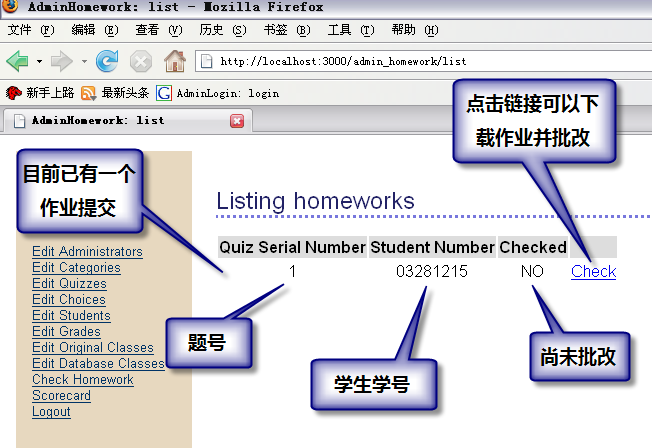 AdminHomework: list - Mozilla Firefox
文件 (F) 编辑 (E) 查看 (V) 历史 (S) 书签 (B) 工具 (T) 帮助 (H)
http://localhost:3000/admin_homework/list
新手上路 最新头条 AdminLogin: login
AdminHomework: list
点击链接可以下
载作业并批改
目前已有一个
作业提交
Listing homeworks
Quiz Serial Number Student Number Checked
1 03281215 NO Check
Edit Administrators
Edit Categories
Edit Quizzes
Edit Choices
Edit Students
Edit Grades
Edit Original Classes
Edit Database Classes
Check Homework
Scorecard
Logout
题号
学生学号
尚未批改